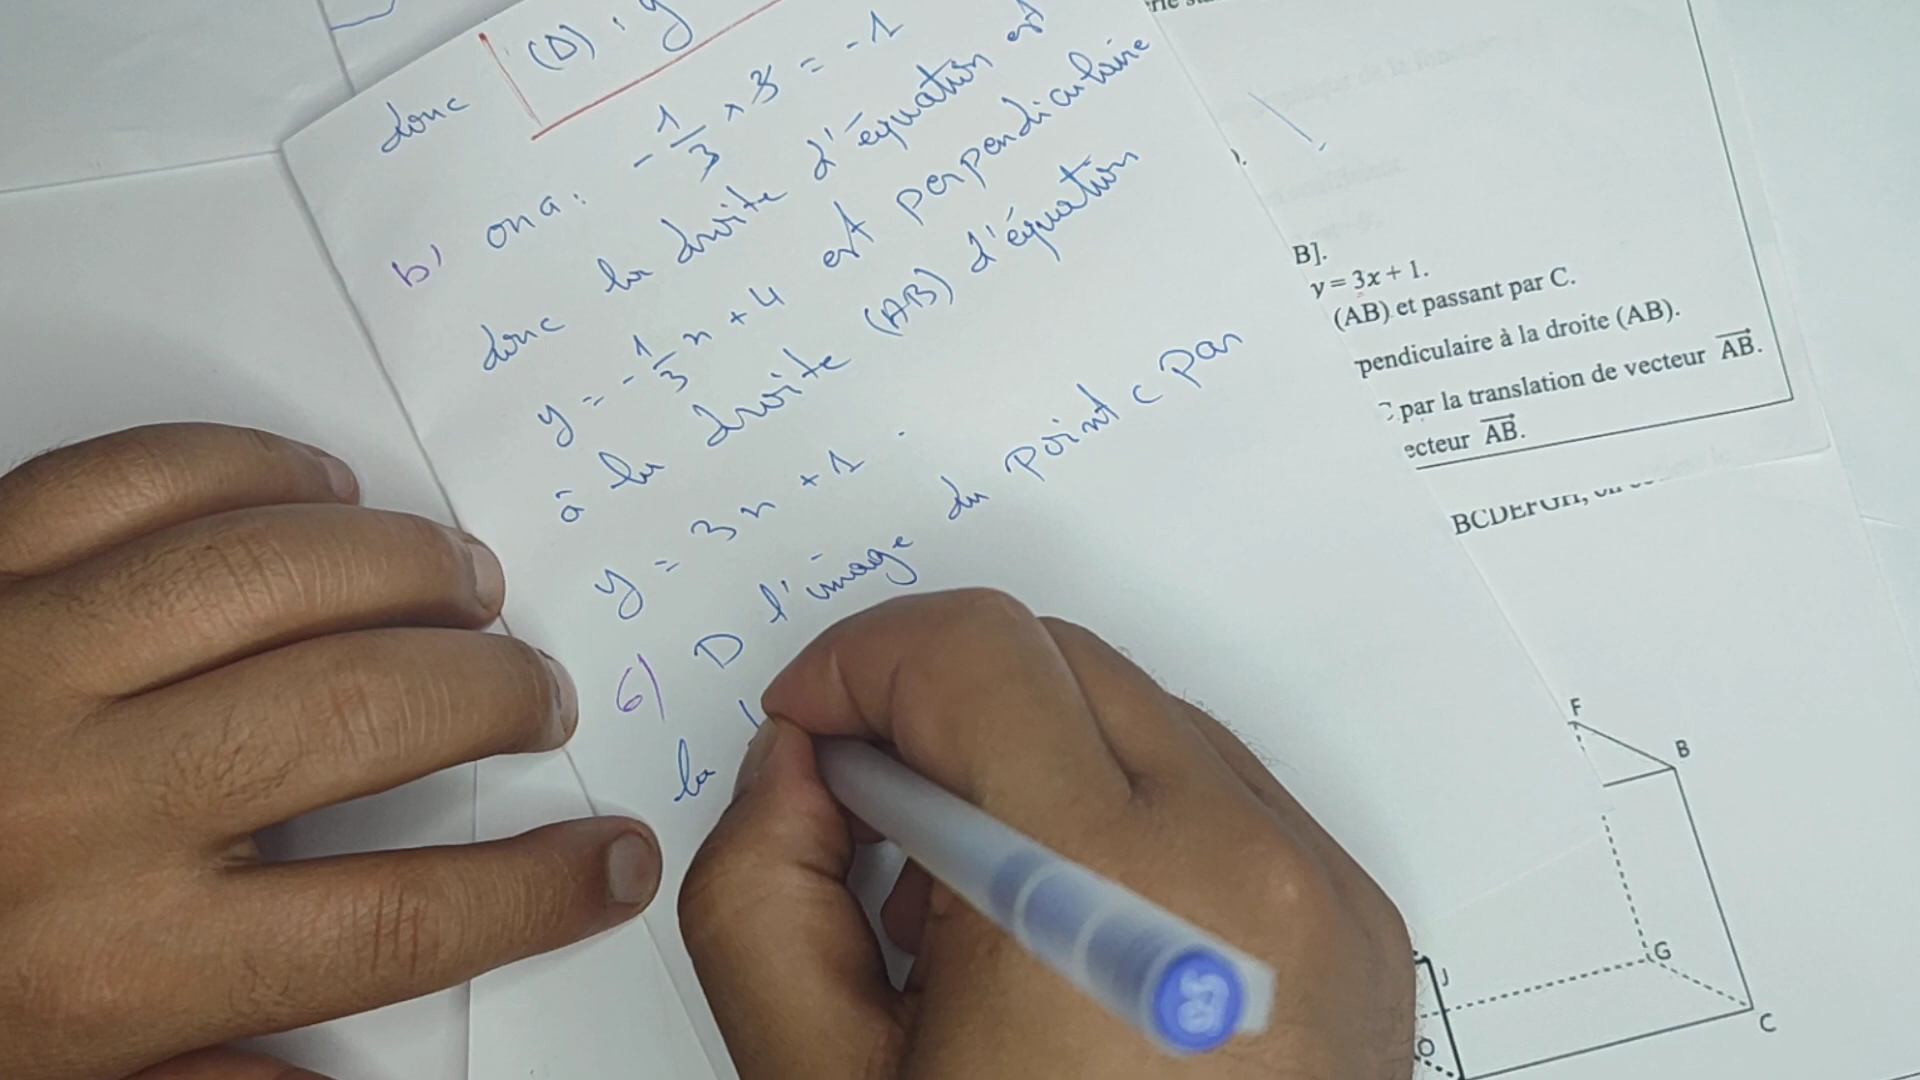 donc (D) : y
b) on a : - 1/3 × 3 = -1
donc la droite d'équation est
y = - 1/3 x + 4 est perpendiculaire
à la droite (AB) d'équation
y = 3x + 1 .
6) D l'image du point C par
la
B].
y = 3x + 1.
(AB) et passant par C.
pendiculaire à la droite (AB).
C par la translation de vecteur AB.
ecteur AB.
BCDEFGH,
F
B
G
J
C
O